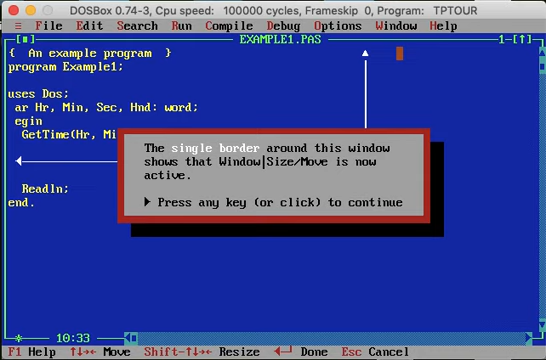 DOSBox 0.74-3, Cpu speed: 100000 cycles, Frameskip 0, Program: TPTOUR
≡ File Edit Search Run Compile Debug Options Window Help
[■] EXAMPLE1.PAS 1-[↑]
{ An example program }
program Example1;
uses Dos;
ar Hr, Min, Sec, Hnd: word;
egin
GetTime(Hr, Mi
The single border around this window
shows that Window|Size/Move is now
active.
► Press any key (or click) to continue
Readln;
end.
10:33
F1 Help ↑↓→← Move Shift-↑↓→← Resize ←┘ Done Esc Cancel